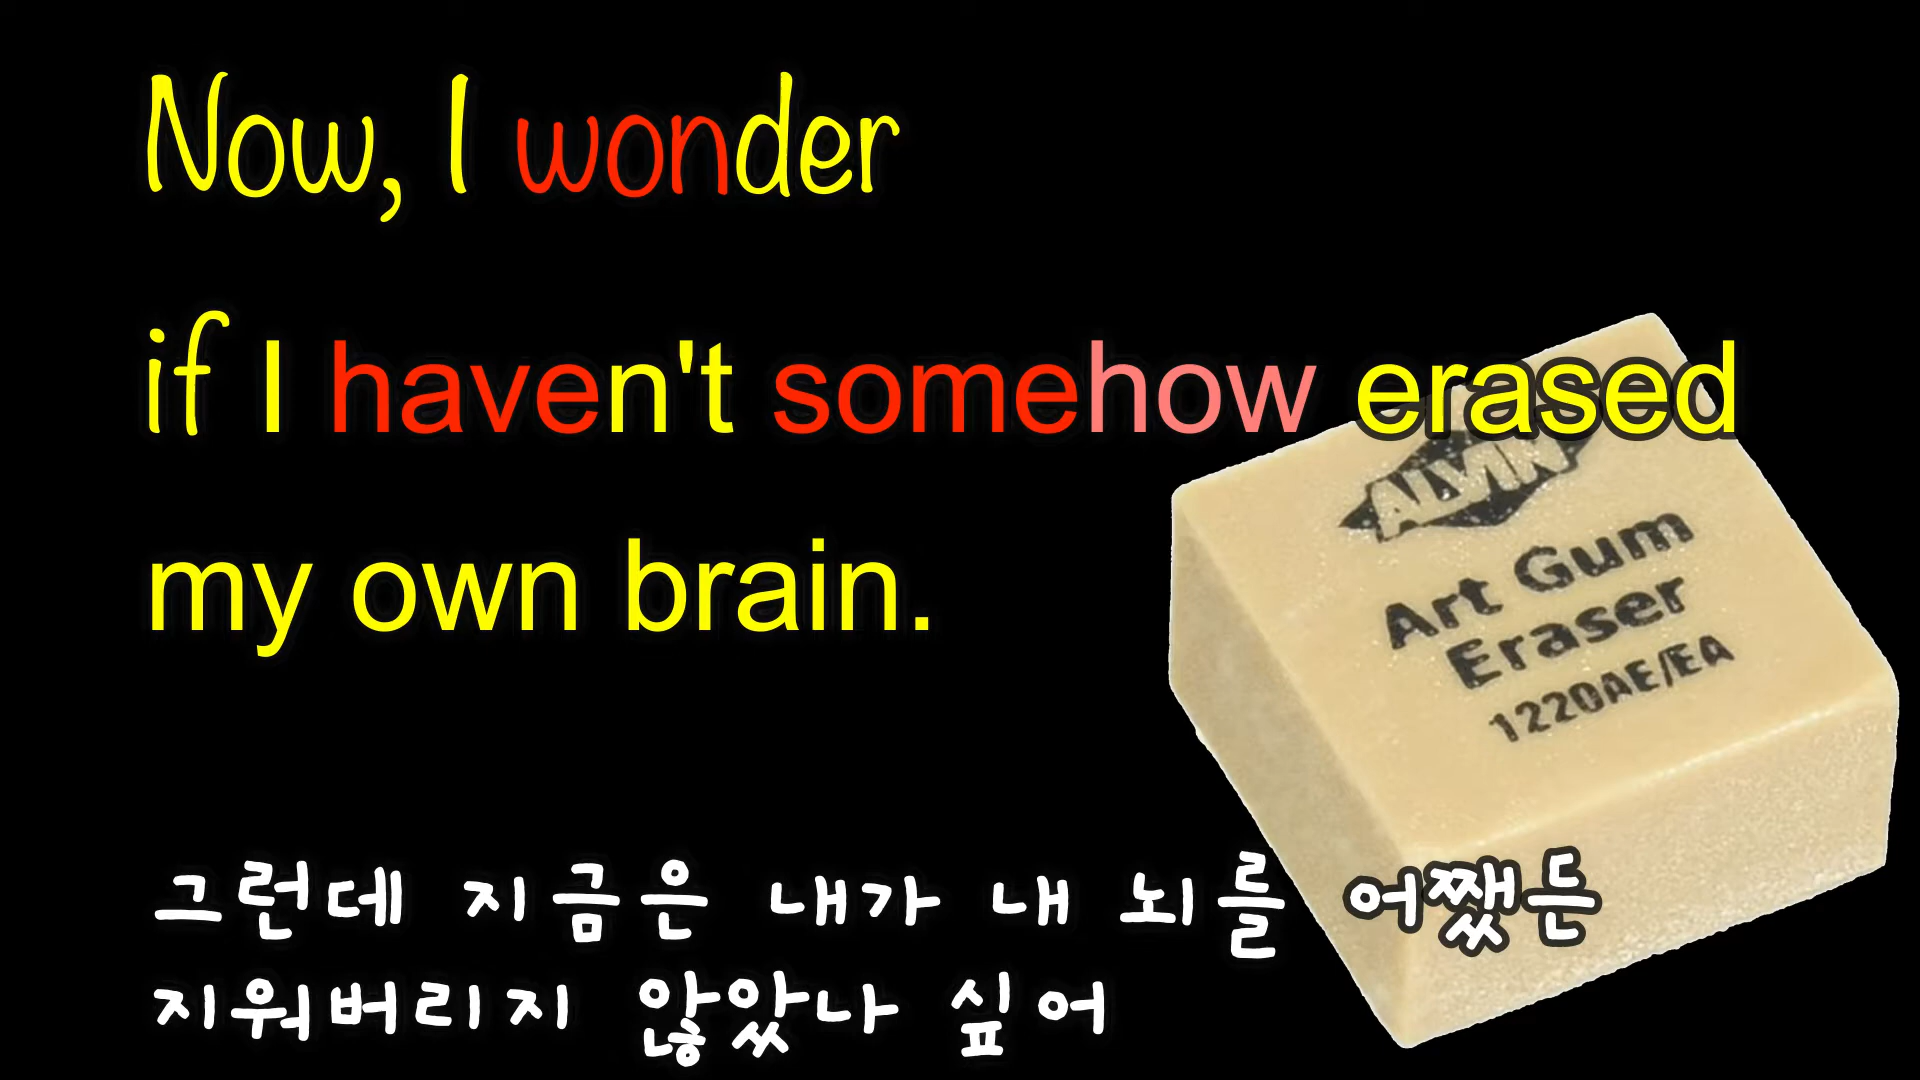 Now, I wonder
if I haven't somehow erased
my own brain.
ALVIN
Art Gum
Eraser
1220AE/EA
그런데 지금은 내가 내 뇌를 어쨌든
지워버리지 않았나 싶어